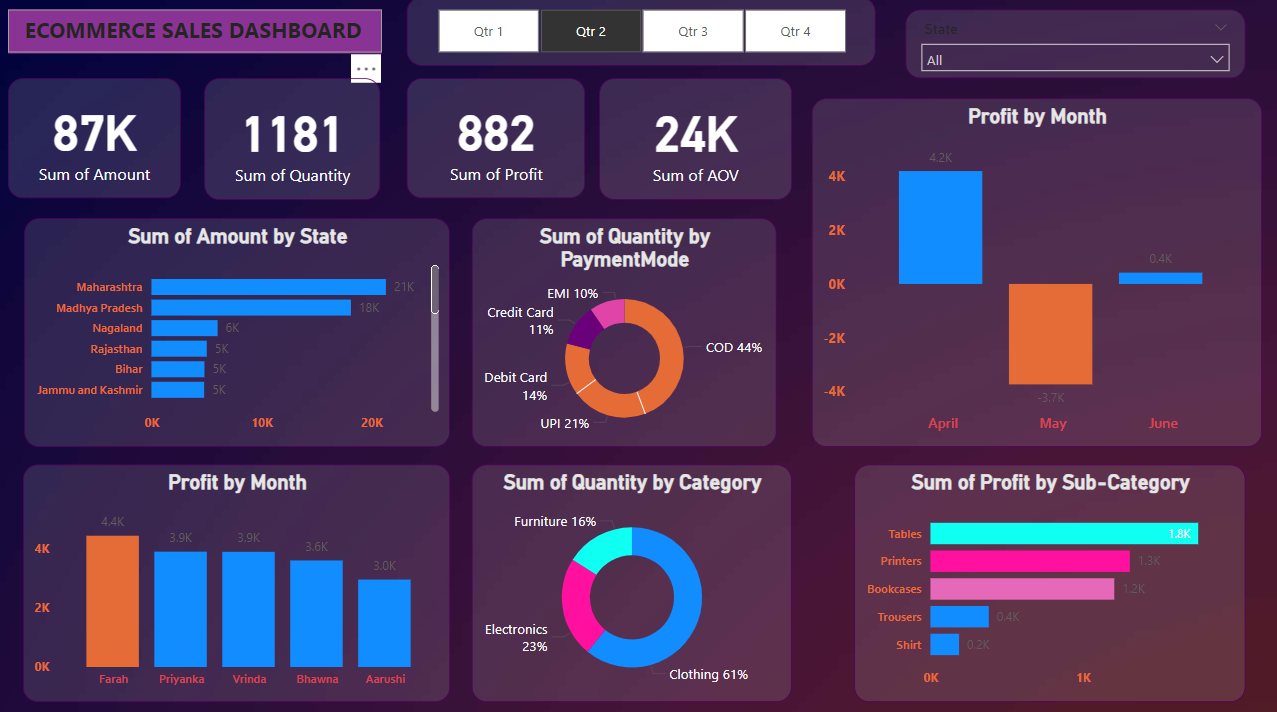 ECOMMERCE SALES DASHBOARD
Qtr 1
Qtr 2
Qtr 3
Qtr 4
State
All
87K
Sum of Amount
1181
Sum of Quantity
882
Sum of Profit
24K
Sum of AOV
Profit by Month
4.2K
4K
2K
0K
0.4K
-2K
-4K
-3.7K
April
May
June
Sum of Amount by State
Maharashtra
21K
Madhya Pradesh
18K
Nagaland
6K
Rajasthan
5K
Bihar
5K
Jammu and Kashmir
5K
0K
10K
20K
Sum of Quantity by
PaymentMode
EMI 10%
Credit Card
11%
COD 44%
Debit Card
14%
UPI 21%
Profit by Month
4.4K
3.9K
3.9K
3.6K
3.0K
4K
2K
0K
Farah
Priyanka
Vrinda
Bhawna
Aarushi
Sum of Quantity by Category
Furniture 16%
Electronics
23%
Clothing 61%
Sum of Profit by Sub-Category
Tables
1.8K
Printers
1.3K
Bookcases
1.2K
Trousers
0.4K
Shirt
0.2K
0K
1K